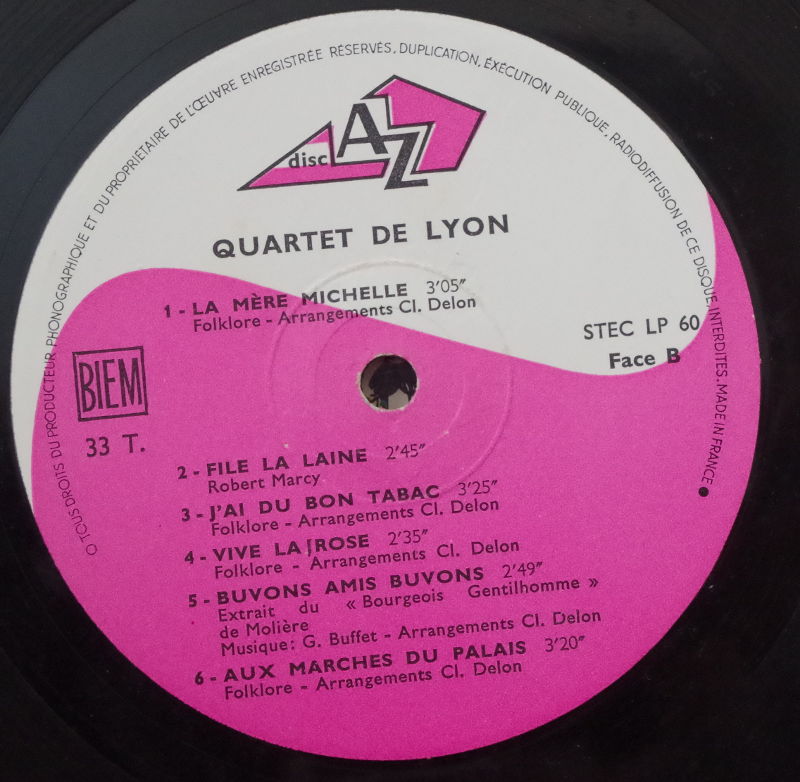 O TOUS DROITS DU PRODUCTEUR PHONOGRAPHIQUE ET DU PROPRIETAIRE DE L'ŒUVRE ENREGISTRÉE RÉSERVÉS, DUPLICATION, ÉXÉCUTION PUBLIQUE, RADIODIFFUSION DE CE DISQUE, INTERDITES. MADE IN FRANCE
disc AZ
QUARTET DE LYON
1 - LA MÈRE MICHELLE 3'05"
Folklore - Arrangements Cl. Delon
STEC LP 60
Face B
BIEM
33 T.
2 - FILE LA LAINE 2'45"
Robert Marcy
3 - J'AI DU BON TABAC 3'25"
Folklore - Arrangements Cl. Delon
4 - VIVE LA ROSE 2'35"
Folklore - Arrangements Cl. Delon
5 - BUVONS AMIS BUVONS 2'49"
Extrait du « Bourgeois Gentilhomme »
de Molière
Musique: G. Buffet - Arrangements Cl. Delon
6 - AUX MARCHES DU PALAIS 3'20"
Folklore - Arrangements Cl. Delon